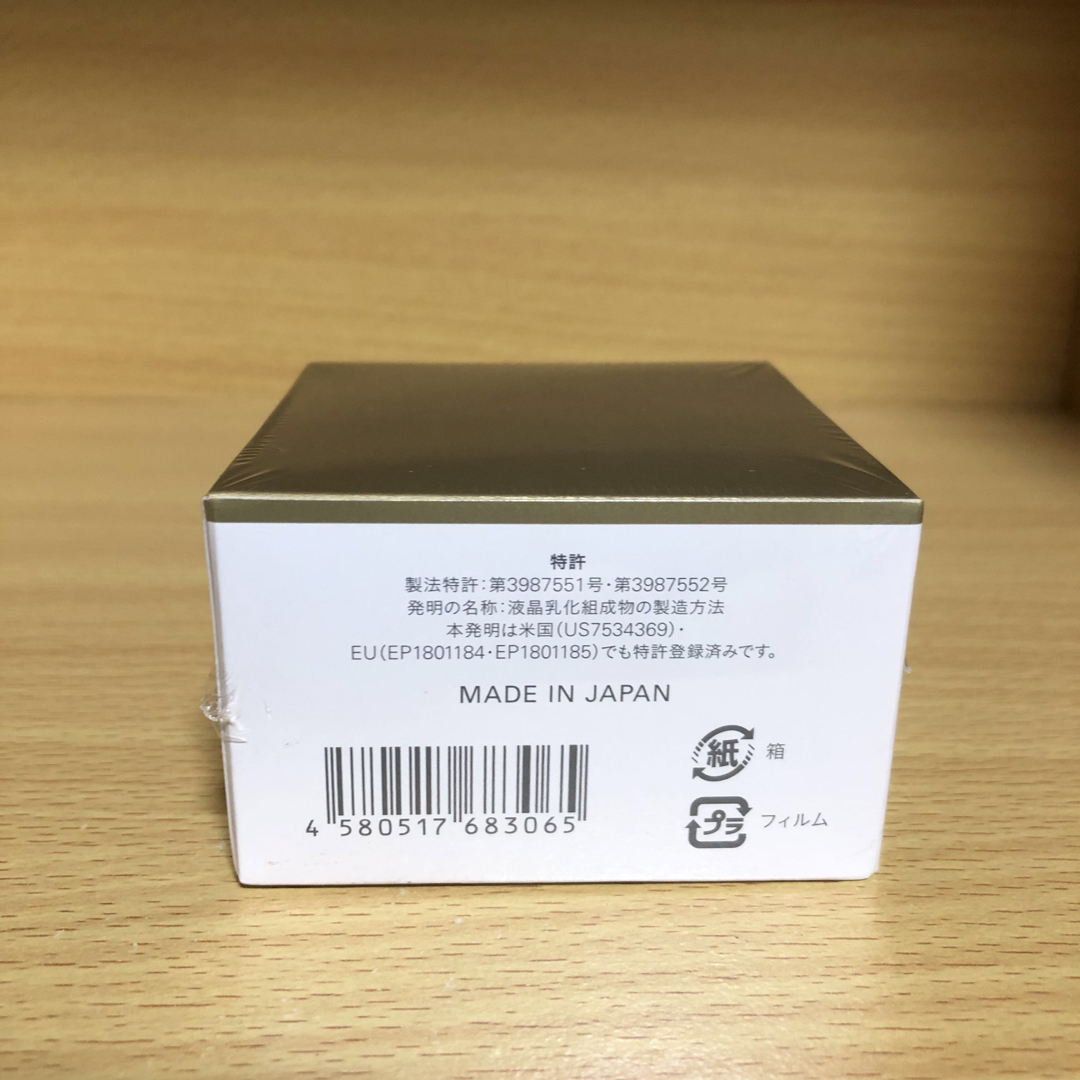 特許
製法特許:第3987551号・第3987552号
発明の名称:液晶乳化組成物の製造方法
本発明は米国(US7534369)・
EU(EP1801184・EP1801185)でも特許登録済みです。
MADE IN JAPAN
紙 箱
プラ フィルム
4 580517 683065